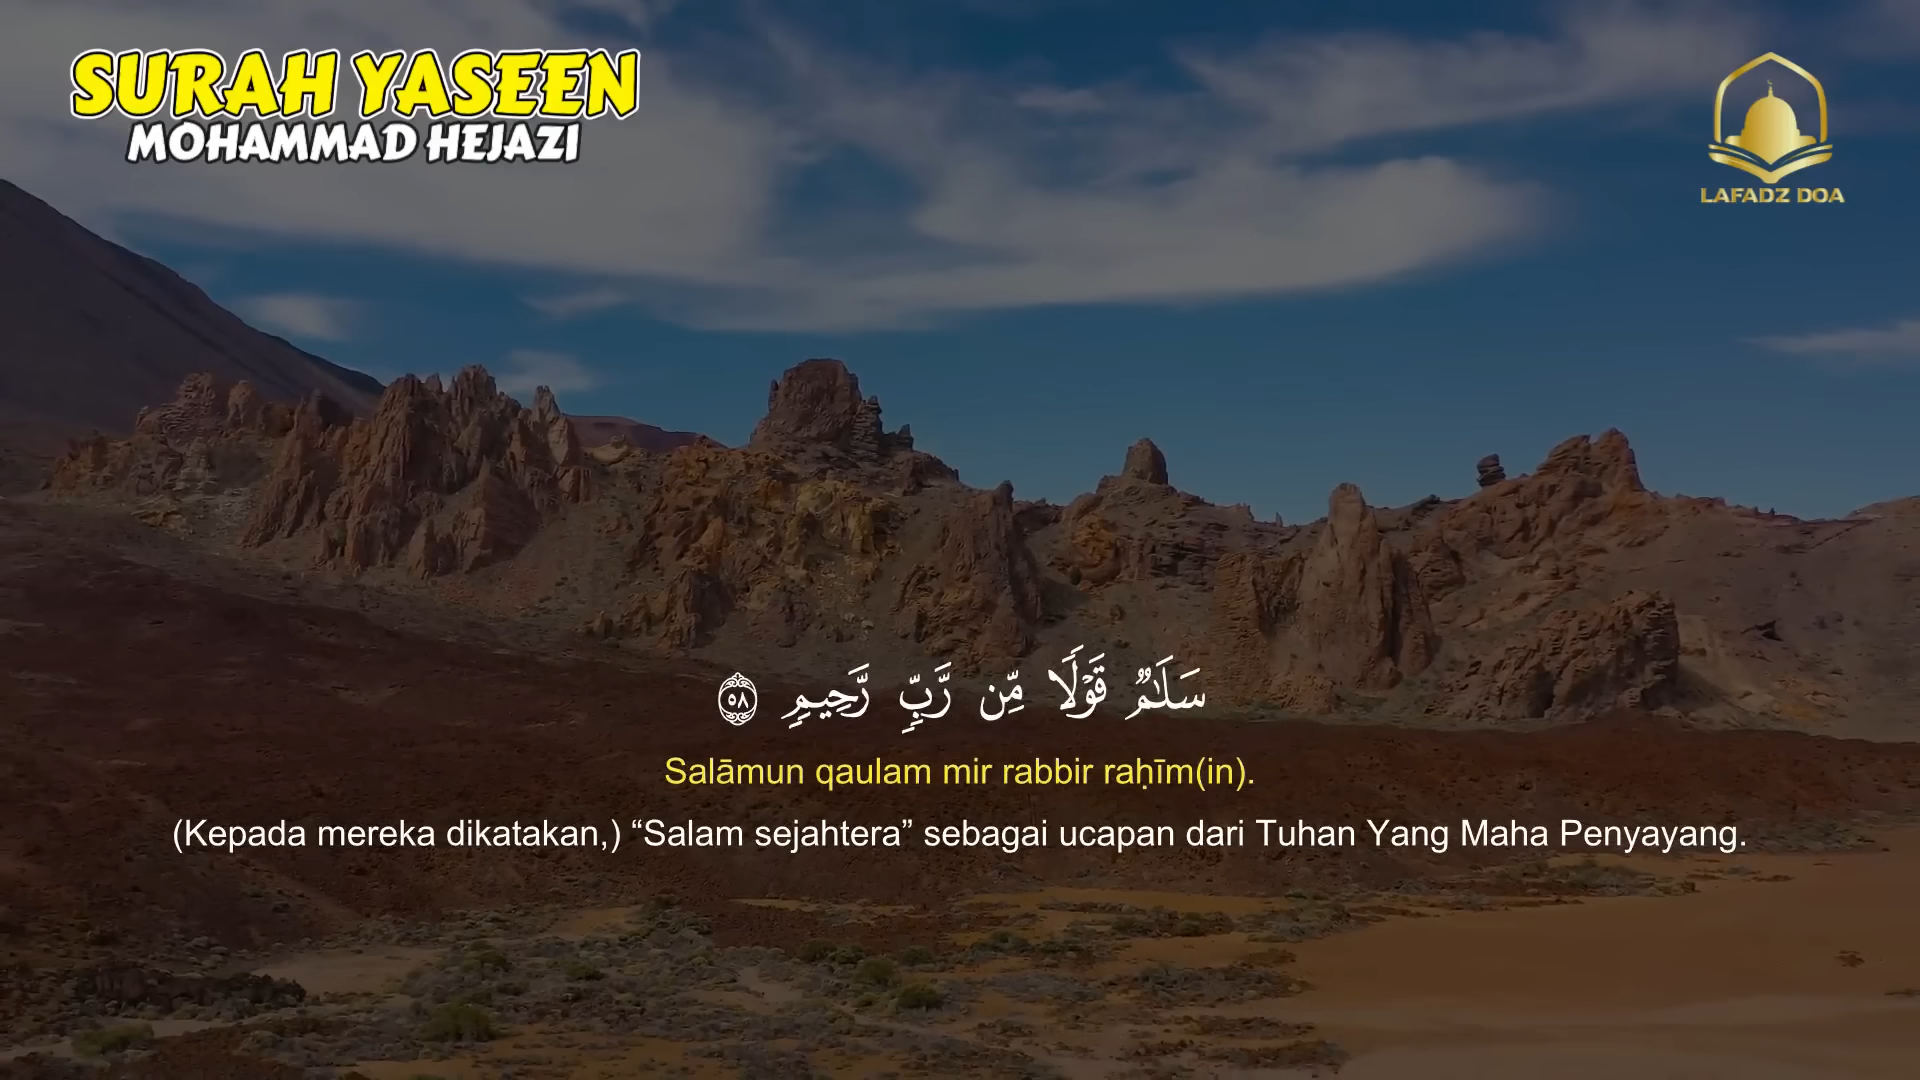 SURAH YASEEN
MOHAMMAD HEJAZI
LAFADZ DOA
سَلَـٰمٌ قَوْلًا مِّن رَّبٍّ رَّحِيمٍ ٥٨
Salāmun qaulam mir rabbir raḥīm(in).
(Kepada mereka dikatakan,) “Salam sejahtera” sebagai ucapan dari Tuhan Yang Maha Penyayang.